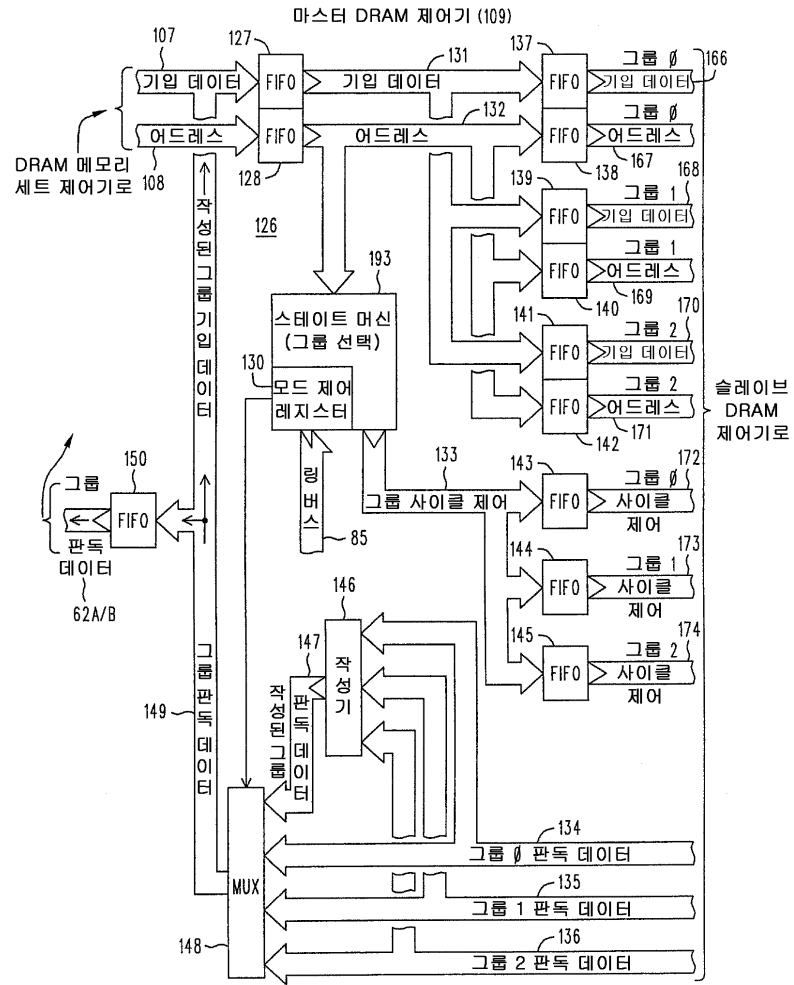 마스터 DRAM 제어기 (109)
107
127
131
137
그룹 0
166
기입 데이터
FIFO
기입 데이터
FIFO
기입 데이터
132
그룹 0
어드레스
FIFO
어드레스
FIFO
어드레스
108
128
138
167
DRAM 메모리
세트 제어기로
126
139
그룹 1
168
FIFO
기입 데이터
그룹 1
FIFO
어드레스
140
169
작성된 그룹 기입 데이터
193
스테이트 머신
(그룹 선택)
130
모드 제어
레지스터
141
그룹 2
170
FIFO
기입 데이터
그룹 2
FIFO
어드레스
142
171
슬레이브
DRAM
제어기로
150
그룹
FIFO
판독
데이터
62A/B
링 버스
85
133
그룹 사이클 제어
143
그룹 0
172
FIFO
사이클
제어
144
그룹 1
173
FIFO
사이클
제어
145
그룹 2
174
FIFO
사이클
제어
146
작성기
147
작성된 그룹
판독 데이터
149
그룹 판독 데이터
MUX
148
134
그룹 0 판독 데이터
135
그룹 1 판독 데이터
136
그룹 2 판독 데이터